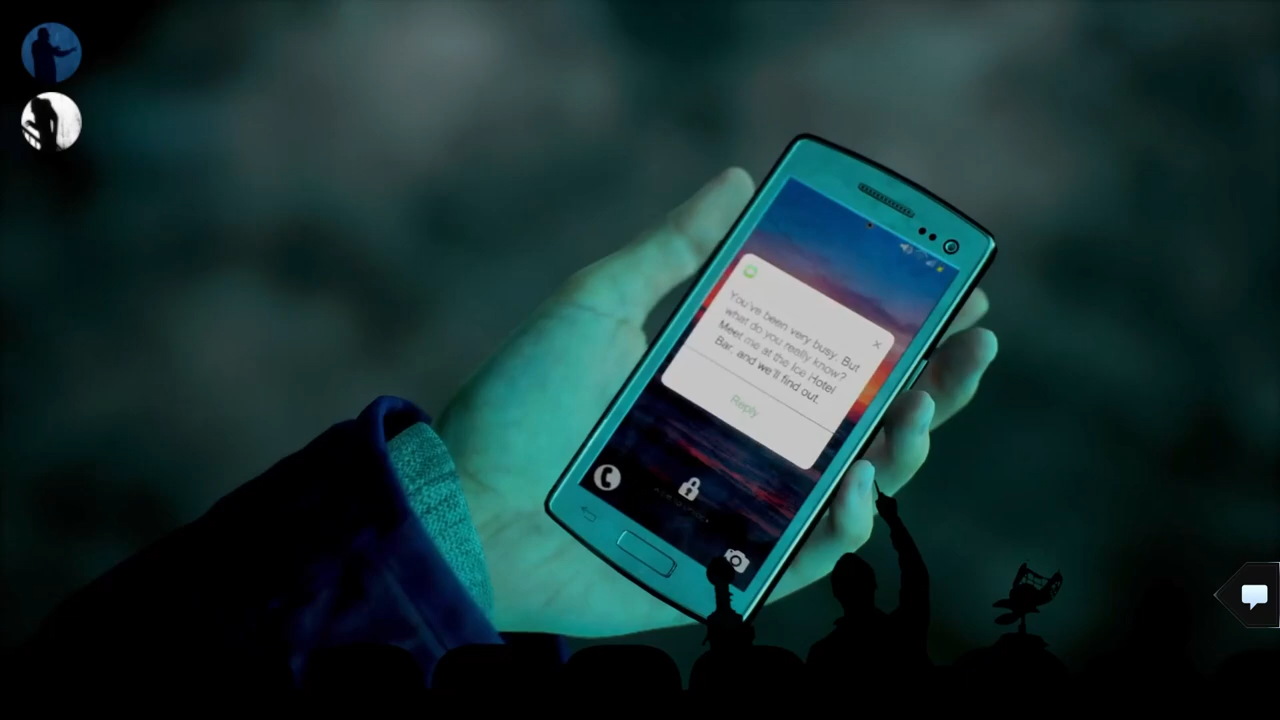 You've been very busy. But
what do you really know?
Meet me at the Ice Hotel
Bar, and we'll find out.
Reply